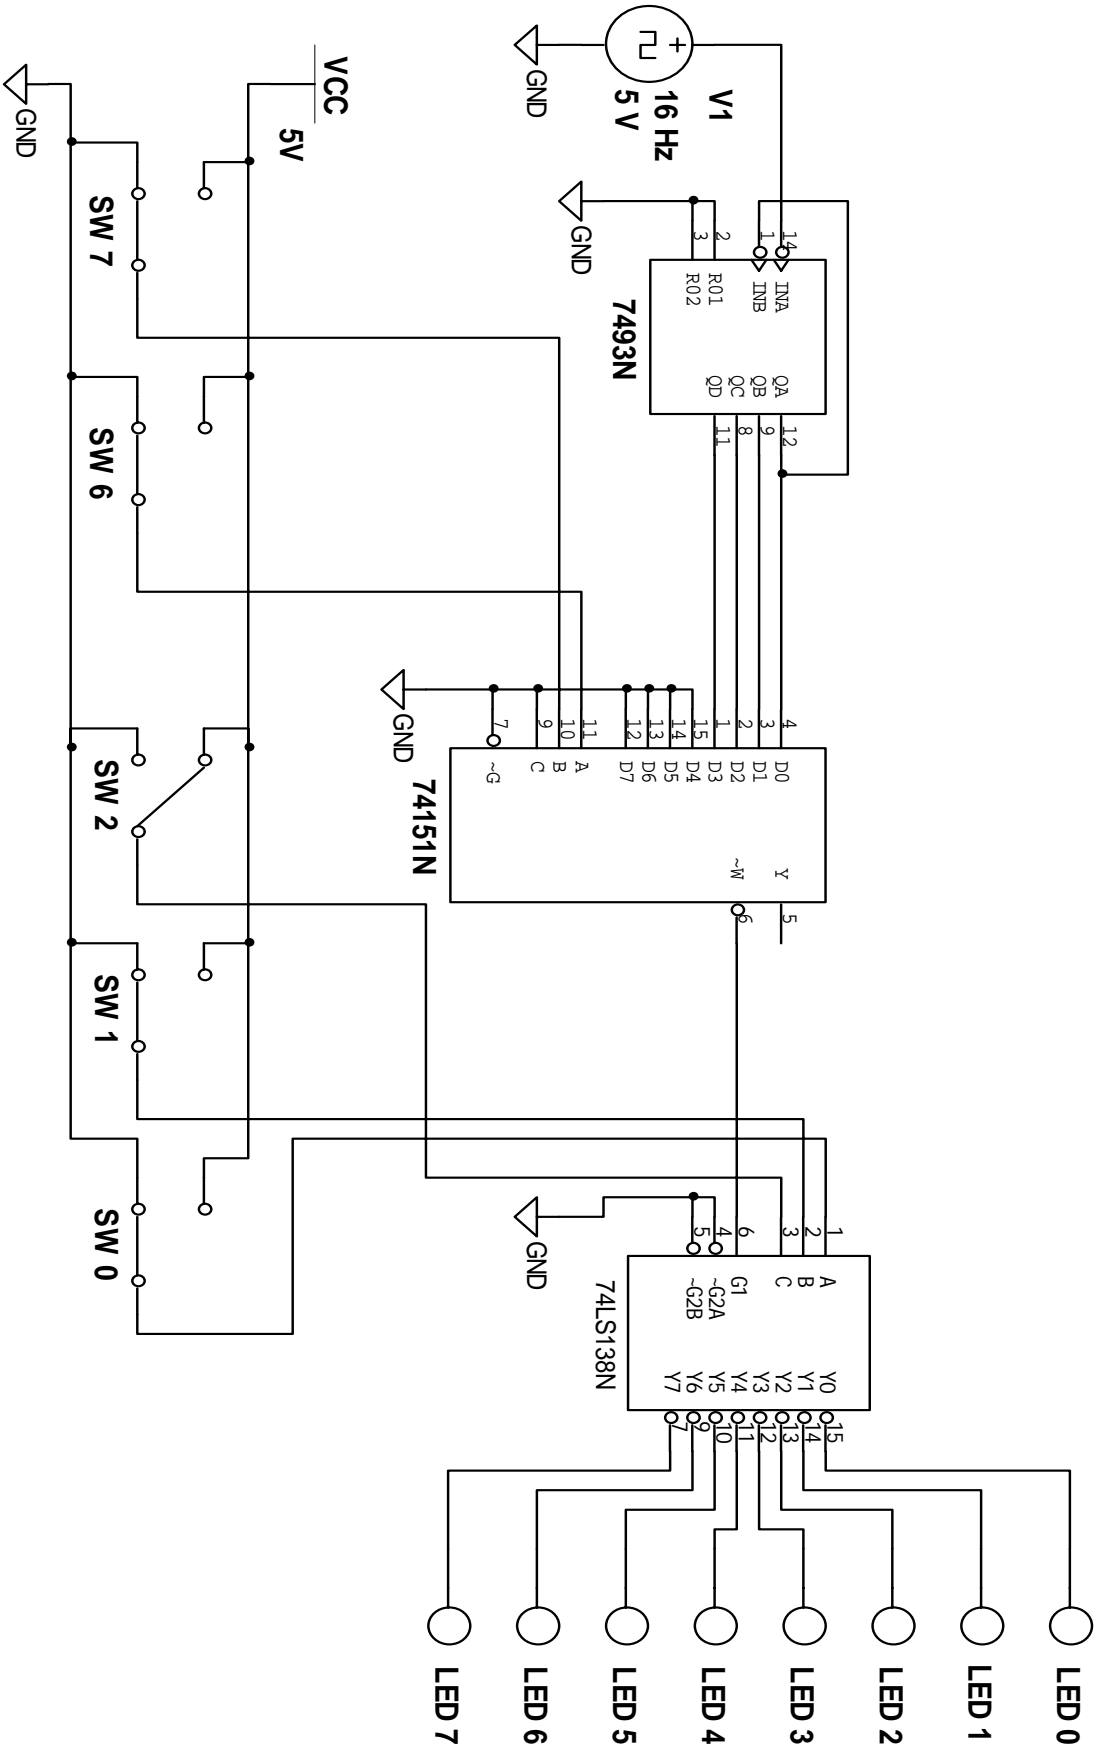 V1
16 Hz
5 V
GND
VCC
5V
GND
GND
14
1
2
3
INA
INB
R01
R02
QA
QB
QC
QD
12
9
8
11
7493N
SW 7
SW 6
SW 2
SW 1
SW 0
GND
4
3
2
1
15
14
13
12
11
10
9
7
D0
D1
D2
D3
D4
D5
D6
D7
A
B
C
~G
Y
~W
5
6
74151N
GND
1
2
3
6
4
5
A
B
C
G1
~G2A
~G2B
Y0
Y1
Y2
Y3
Y4
Y5
Y6
Y7
15
14
13
12
11
10
9
7
74LS138N
LED 0
LED 1
LED 2
LED 3
LED 4
LED 5
LED 6
LED 7